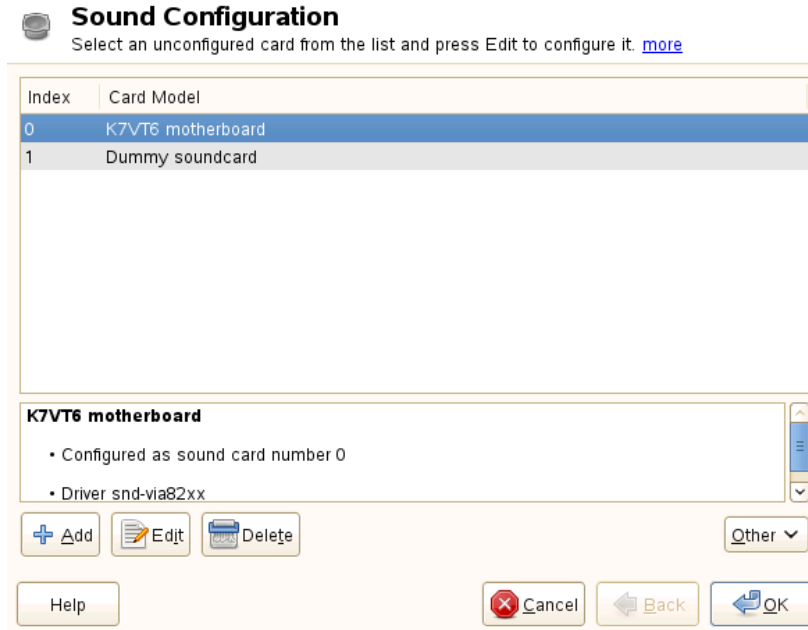 Sound Configuration
Select an unconfigured card from the list and press Edit to configure it. more
Index Card Model
0 K7VT6 motherboard
1 Dummy soundcard
K7VT6 motherboard
• Configured as sound card number 0
• Driver snd-via82xx
Add Edit Delete Other
Help Cancel Back OK